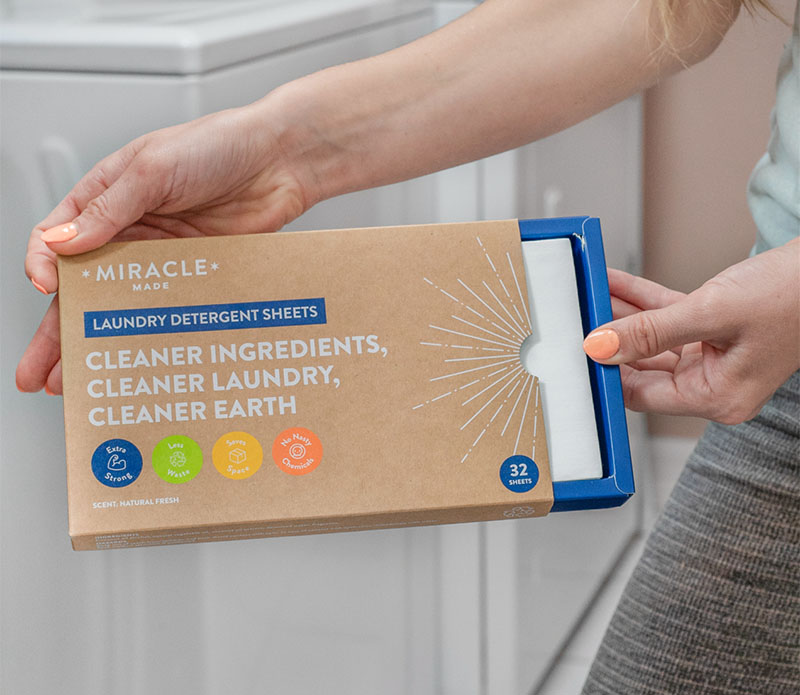 *MIRACLE*
MADE
LAUNDRY DETERGENT SHEETS
CLEANER INGREDIENTS,
CLEANER LAUNDRY,
CLEANER EARTH
Extra
Strong
Less
Waste
Saves
Space
No Nasty
Chemicals
SCENT: NATURAL FRESH
32
SHEETS
INGREDIENTS